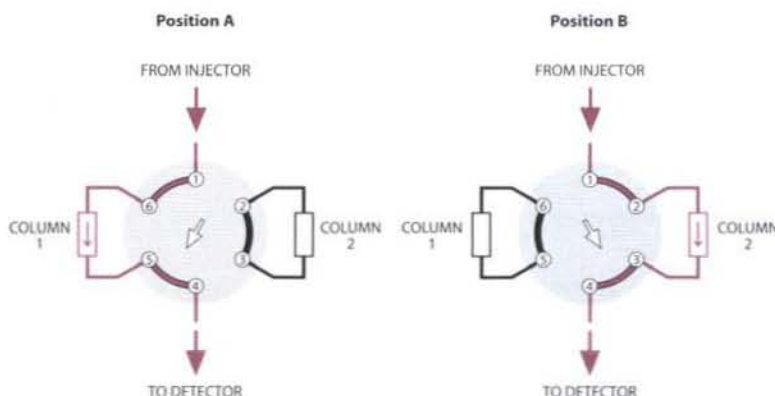 Position A
FROM INJECTOR
1
6
2
COLUMN
1
COLUMN
2
5
3
4
TO DETECTOR
Position B
FROM INJECTOR
1
6
2
COLUMN
1
COLUMN
2
5
3
4
TO DETECTOR